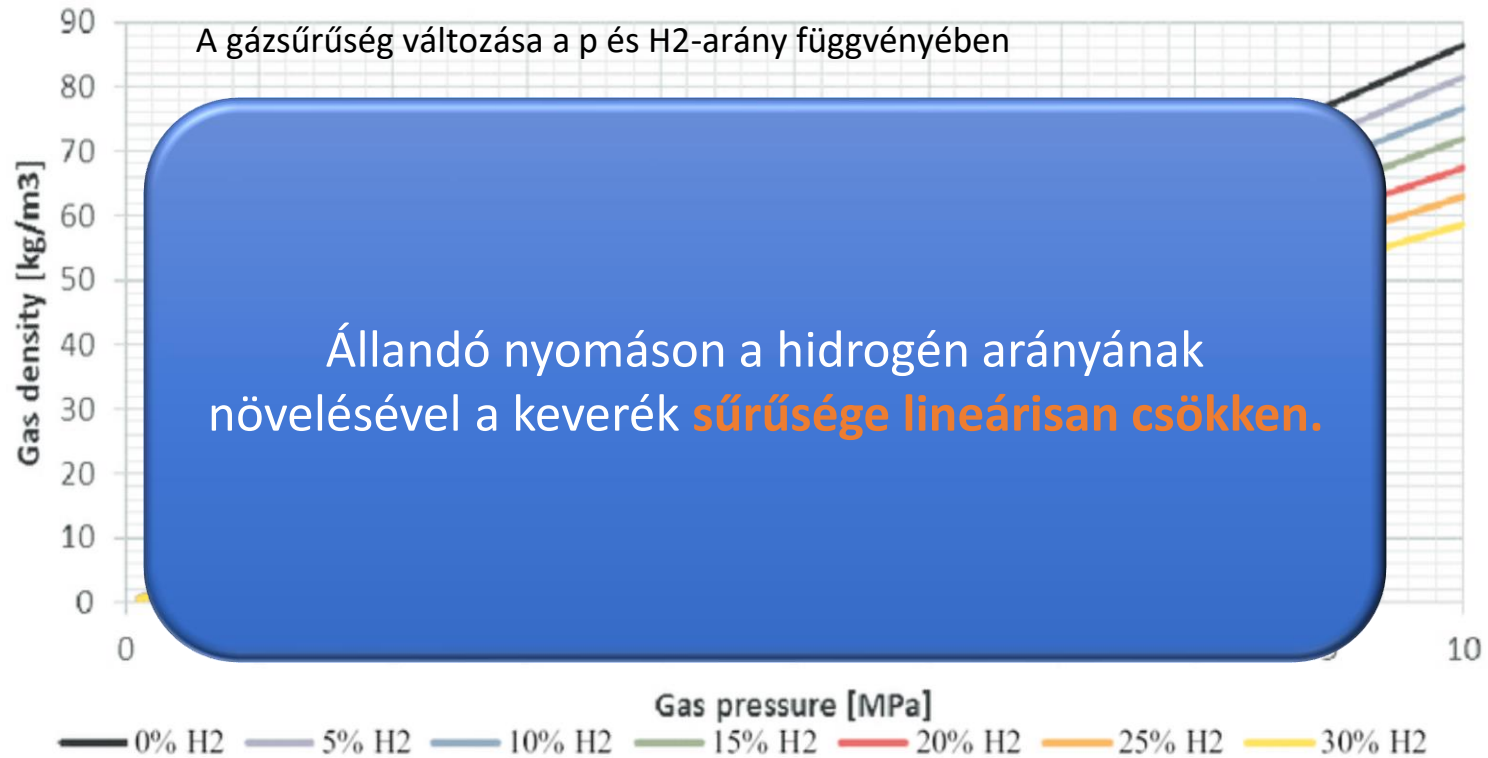 A gázsűrűség változása a p és H2-arány függvényében
90
80
70
60
50
40
30
20
10
0
Gas density [kg/m3]
Állandó nyomáson a hidrogén arányának
növelésével a keverék sűrűsége lineárisan csökken.
0
10
Gas pressure [MPa]
0% H2 5% H2 10% H2 15% H2 20% H2 25% H2 30% H2